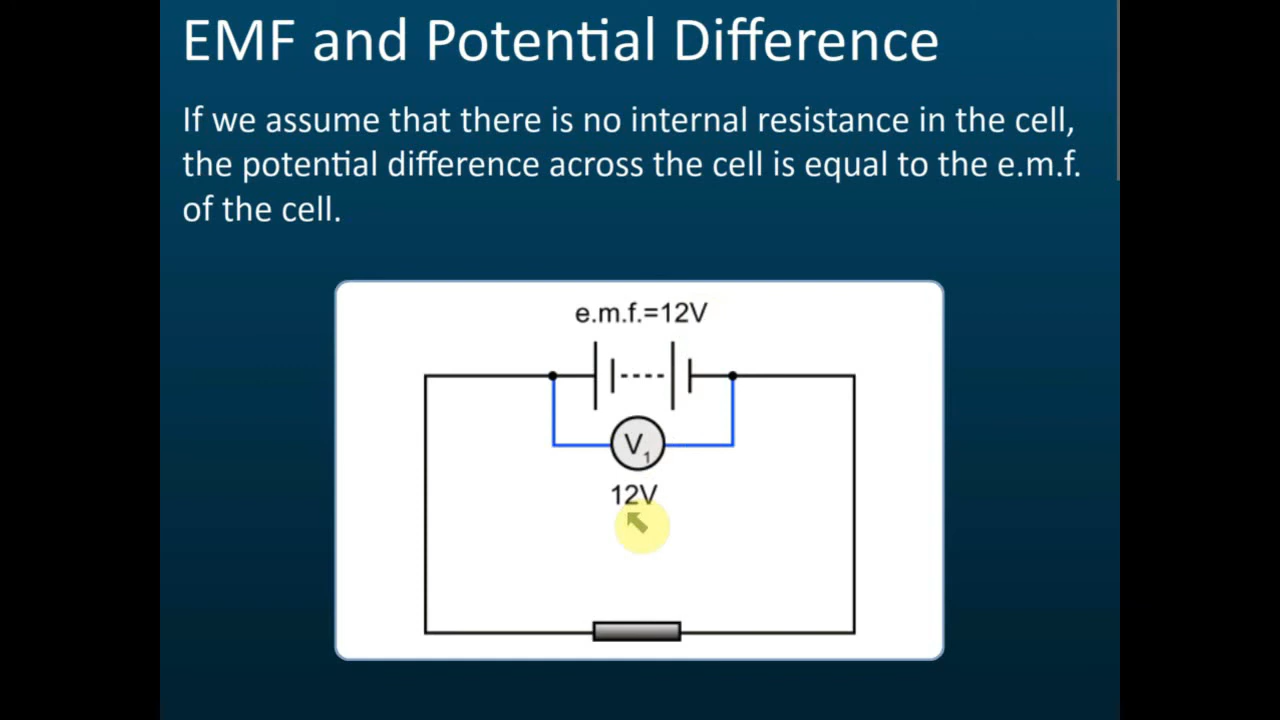 EMF and Potential Difference
If we assume that there is no internal resistance in the cell,
the potential difference across the cell is equal to the e.m.f.
of the cell.
e.m.f.=12V
V1
12V